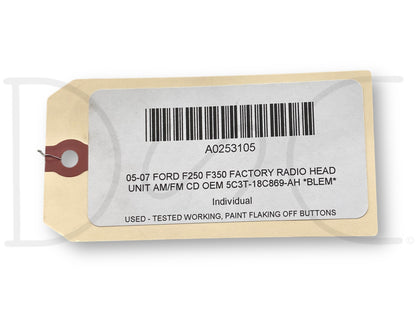 A0253105
05-07 FORD F250 F350 FACTORY RADIO HEAD
UNIT AM/FM CD OEM 5C3T-18C869-AH *BLEM*
Individual
USED - TESTED WORKING, PAINT FLAKING OFF BUTTONS